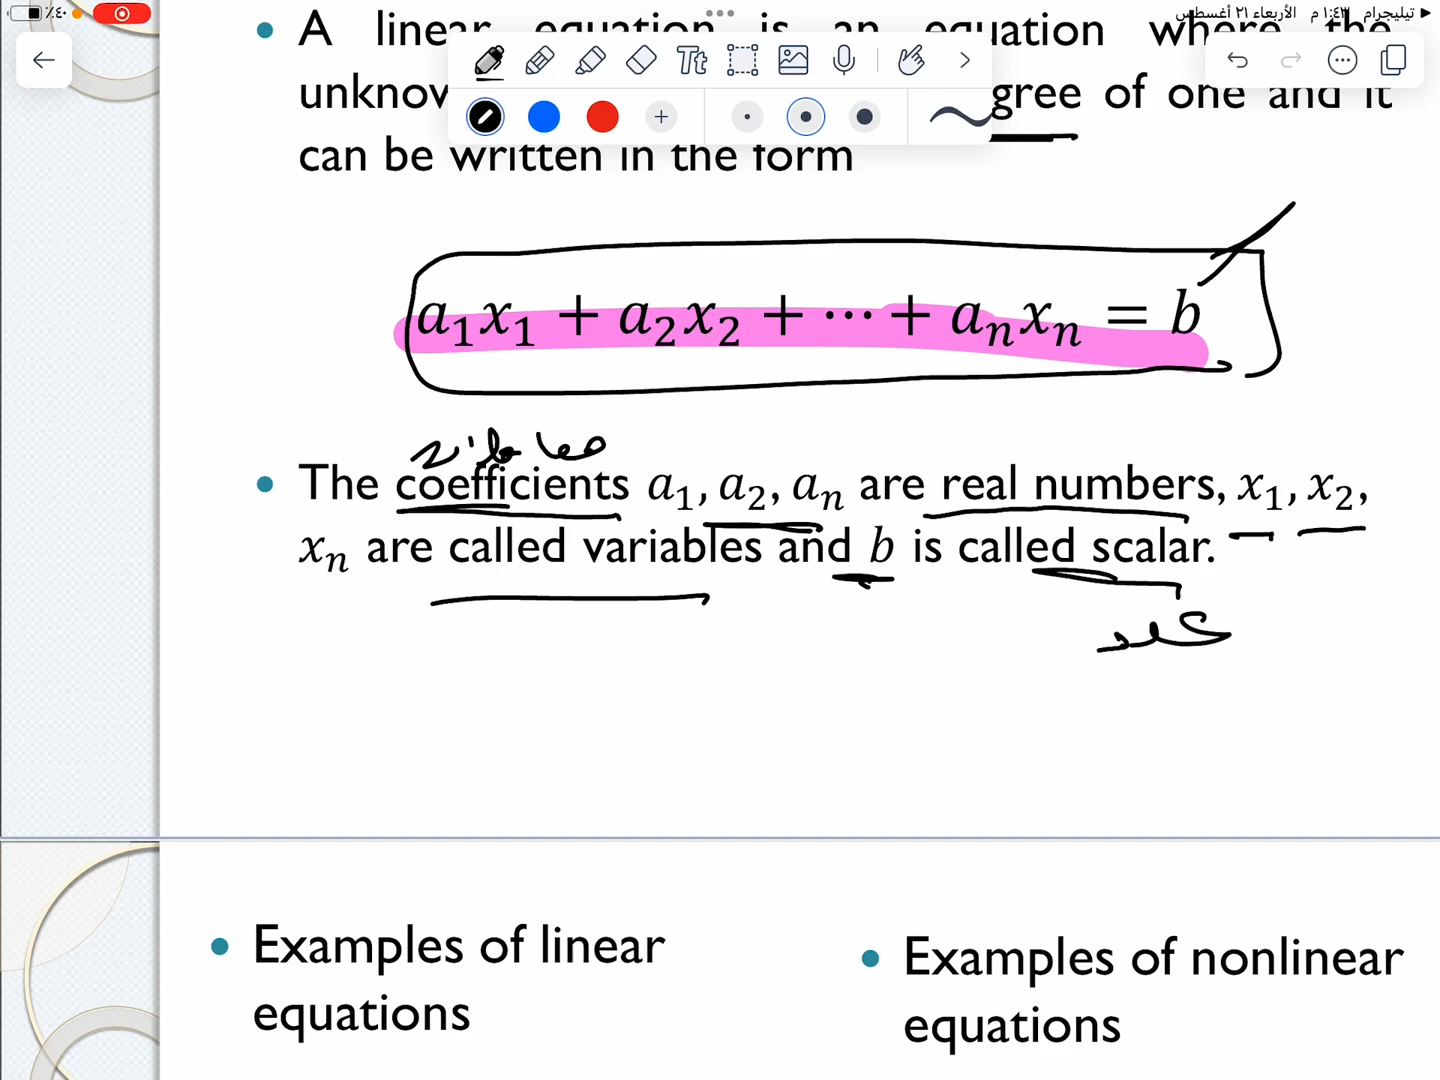 ٪٤٠
تيليجرام ١:٤٣ م الأربعاء ٢١ أغسطس
A linear equation is an equation where the
gree of one and it
can be written in the form
Tt
a₁x₁ + a₂x₂ + ⋯ + aₙxₙ = b
معاملات
• The coefficients a₁, a₂, aₙ are real numbers, x₁, x₂,
xₙ are called variables and b is called scalar.
عدد
• Examples of linear
equations
• Examples of nonlinear
equations